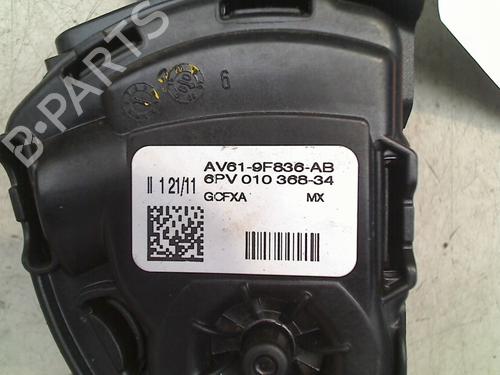 B-PARTS
6
AV61-9F836-AB
6PV 010 368-34
II 1 21/11
GCFXA MX